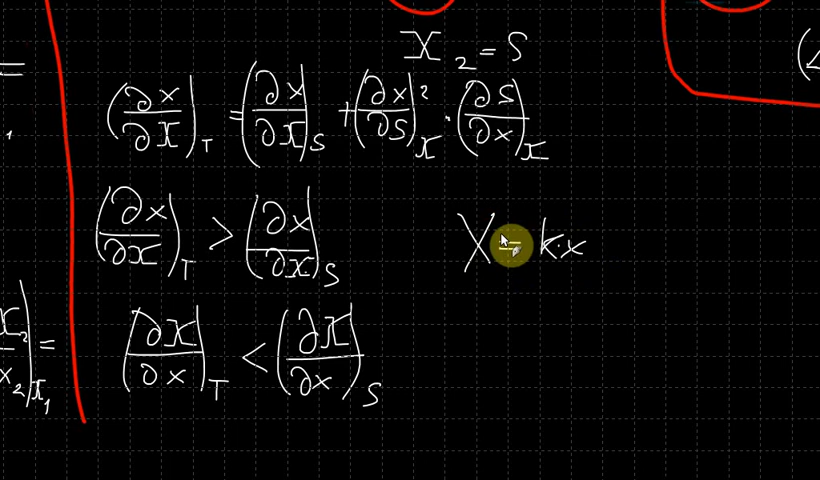 X₂ = S
(∂x/∂X)_T = (∂x/∂X)_S + (∂x/∂S)²_X · (∂S/∂x)_X
(∂x/∂X)_T > (∂x/∂X)_S
X = k·x
(∂X/∂x)_T < (∂X/∂x)_S